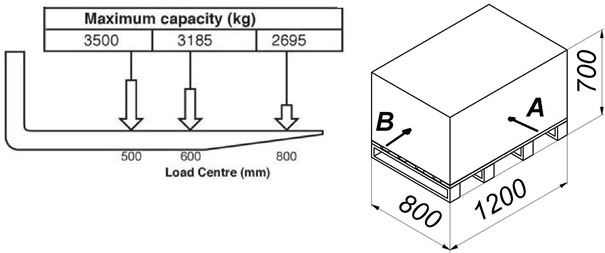 Maximum capacity (kg)
3500 3185 2695
500 600 800
Load Centre (mm)
B A
700
800 1200